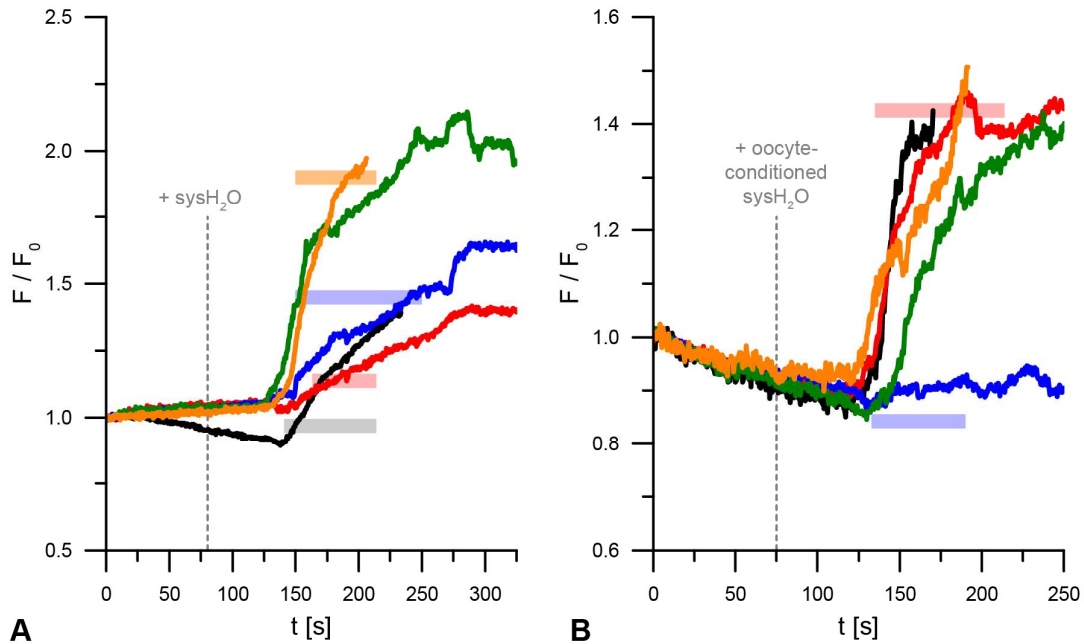 2.5
2.0
1.5
1.0
0.5
F / F₀
+ sysH₂O
0 50 100 150 200 250 300
t [s]
A
1.6
1.4
1.2
1.0
0.8
0.6
F / F₀
+ oocyte-
conditioned
sysH₂O
0 50 100 150 200 250
t [s]
B